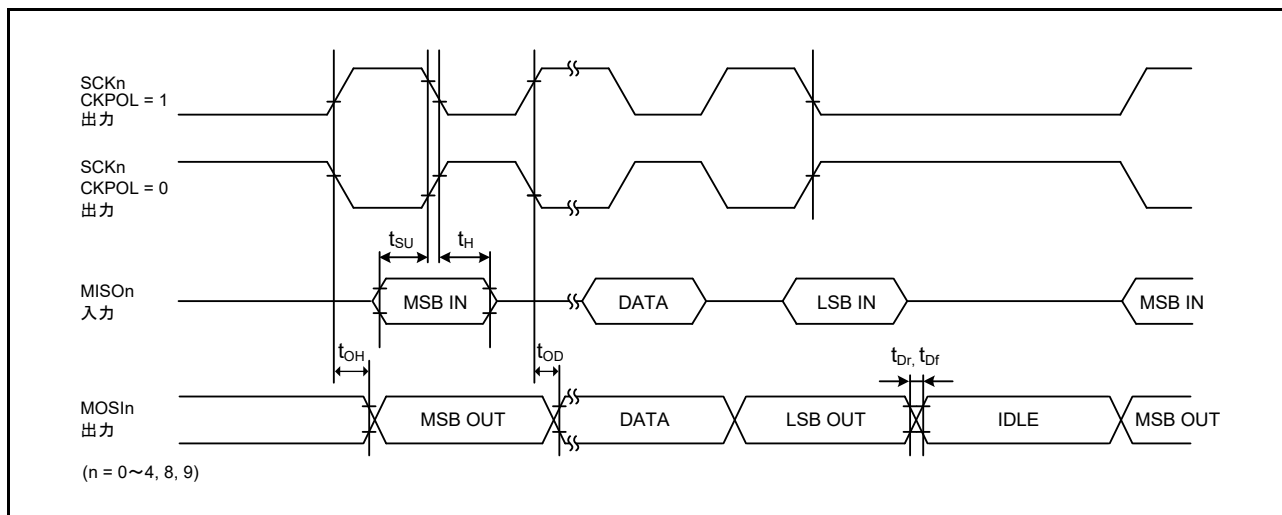 SCKn
CKPOL = 1
出力
SCKn
CKPOL = 0
出力
tSU
tH
MISOn
入力
MSB IN
DATA
LSB IN
MSB IN
tOH
tOD
tDr, tDf
MOSIn
出力
MSB OUT
DATA
LSB OUT
IDLE
MSB OUT
(n = 0〜4, 8, 9)